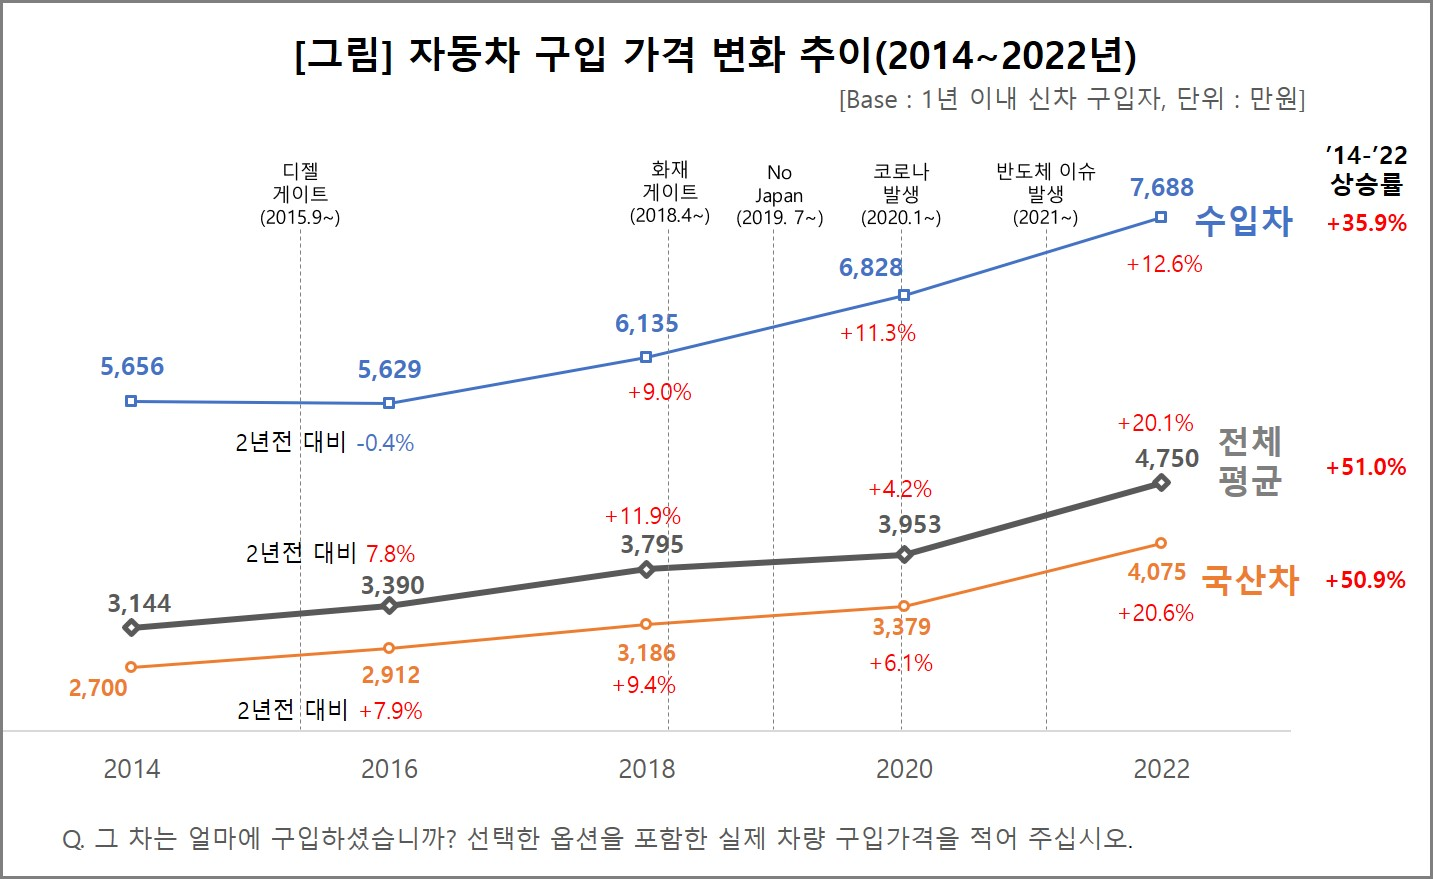 [그림] 자동차 구입 가격 변화 추이(2014~2022년)
[Base : 1년 이내 신차 구입자, 단위 : 만원]
디젤
게이트
(2015.9~)
화재
게이트
(2018.4~)
No
Japan
(2019. 7~)
코로나
발생
(2020.1~)
반도체 이슈
발생
(2021~)
’14-’22
상승률
5,656
5,629
6,135
6,828
7,688
수입차
+35.9%
2년전 대비 -0.4%
+9.0%
+11.3%
+12.6%
3,144
3,390
3,795
3,953
4,750
전체
평균
+51.0%
2년전 대비 7.8%
+11.9%
+4.2%
+20.1%
2,700
2,912
3,186
3,379
4,075
국산차
+50.9%
2년전 대비 +7.9%
+9.4%
+6.1%
+20.6%
2014
2016
2018
2020
2022
Q. 그 차는 얼마에 구입하셨습니까? 선택한 옵션을 포함한 실제 차량 구입가격을 적어 주십시오.